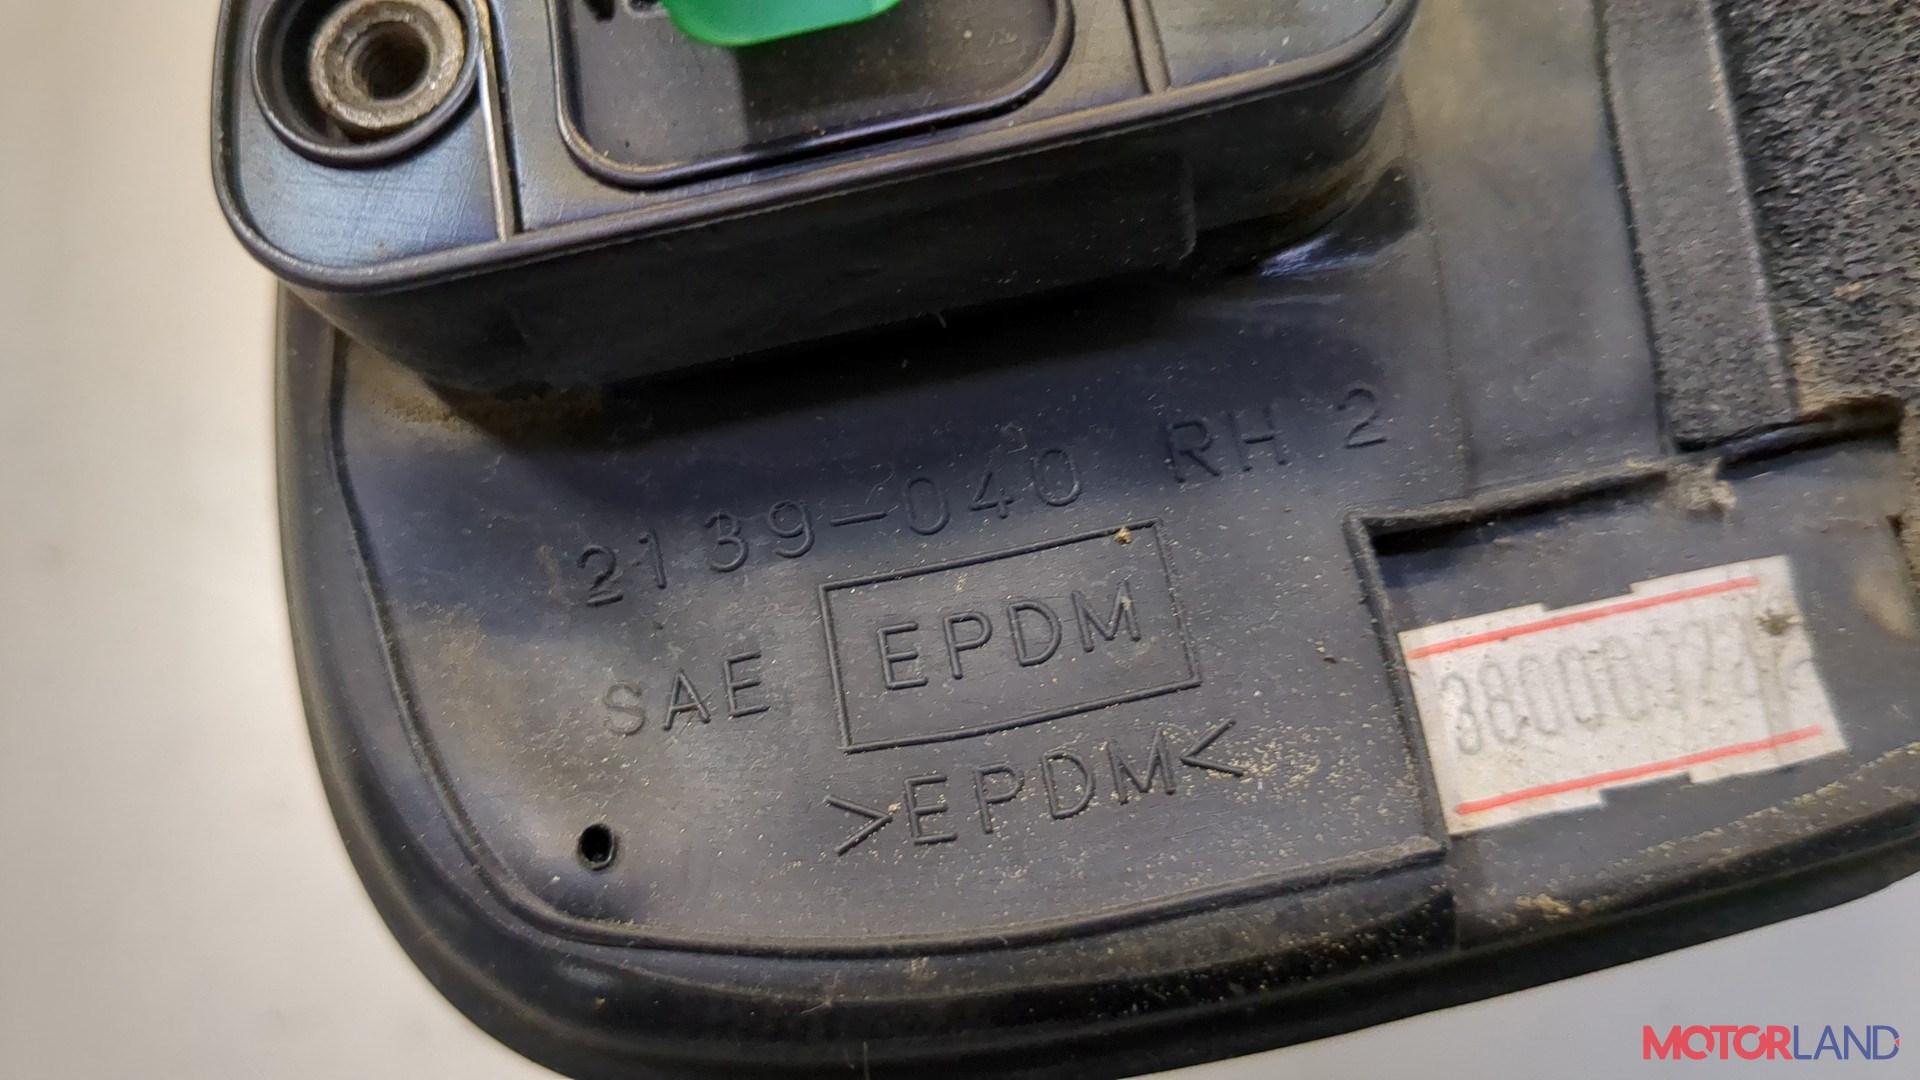 2139-040 RH 2
SAE EPDM
>EPDM<
MOTORLAND